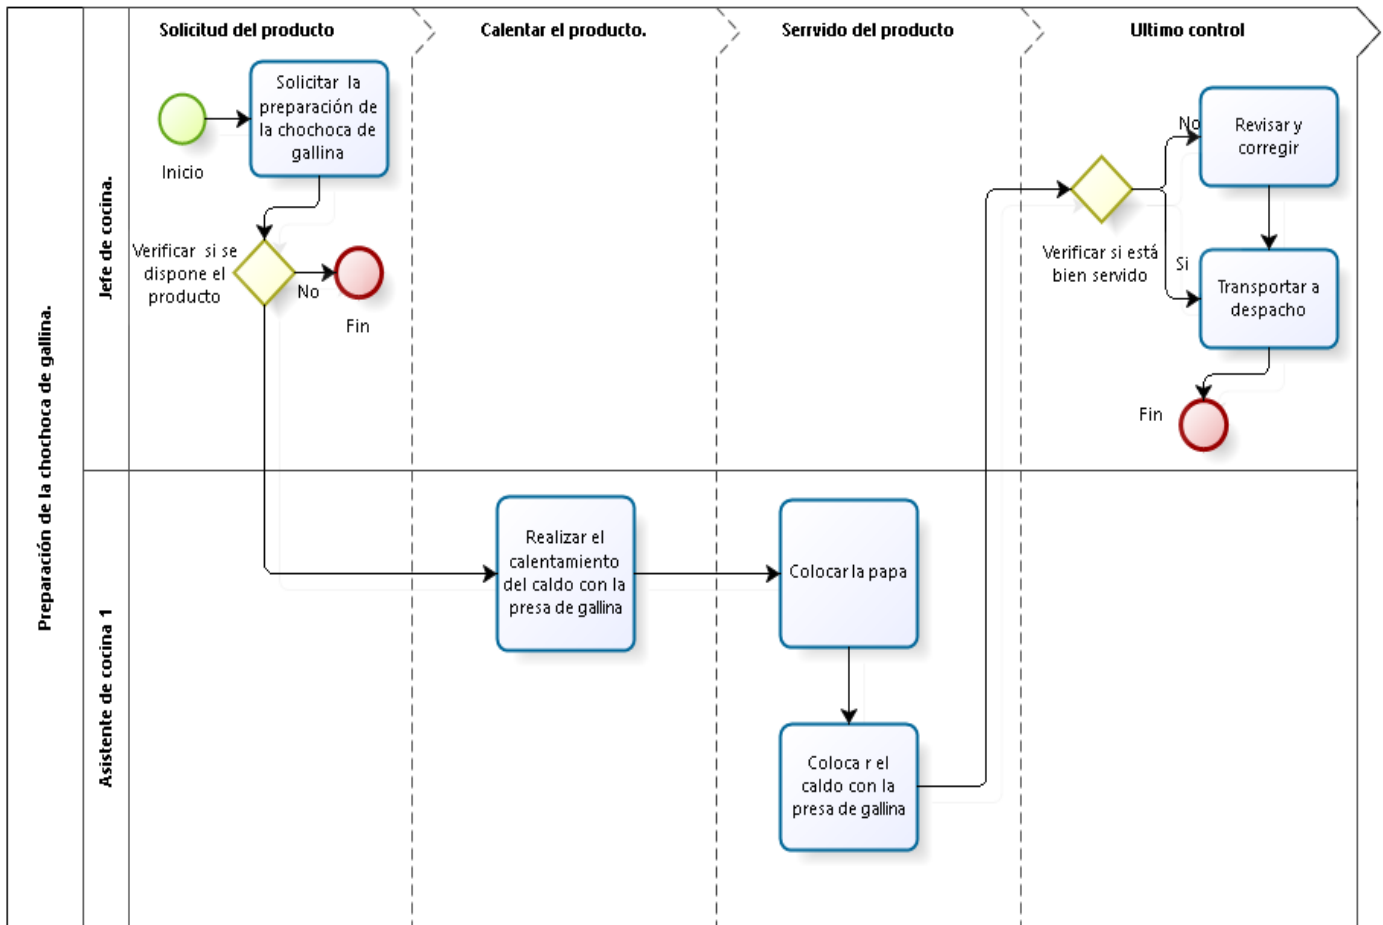 Preparación de la chochoca de gallina.
Jefe de cocina.
Asistente de cocina 1
Solicitud del producto
Calentar el producto.
Serrvido del producto
Ultimo control
Inicio
Solicitar la
preparación de
la chochoca de
gallina
Verificar si se
dispone el
producto
No
Fin
Realizar el
calentamiento
del caldo con la
presa de gallina
Colocar la papa
Coloca r el
caldo con la
presa de gallina
Verificar si está
bien servido
No
Si
Revisar y
corregir
Transportar a
despacho
Fin